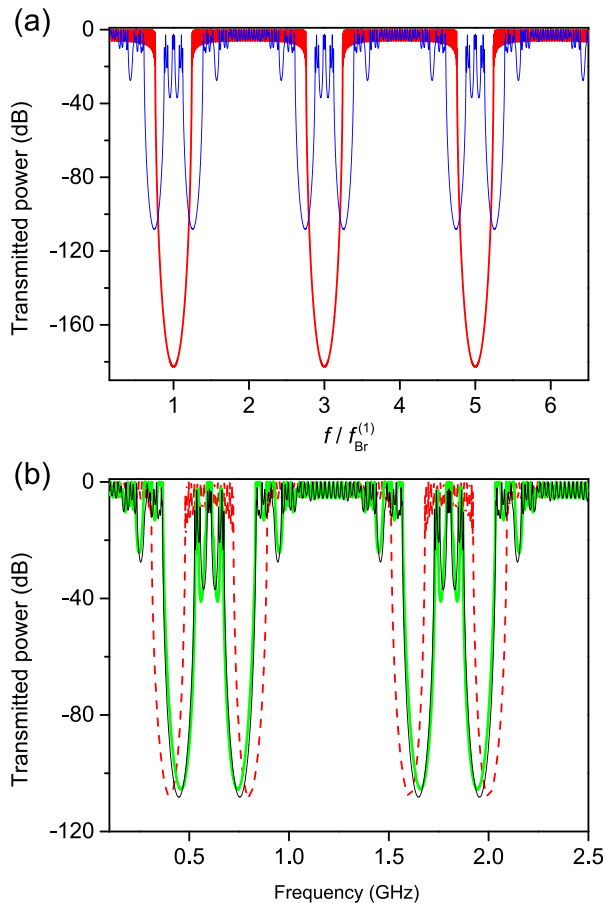 (a)
Transmitted power (dB)
0
-40
-80
-120
-160
1 2 3 4 5 6
f / f_Br^(1)
(b)
Transmitted power (dB)
0
-40
-80
-120
0.5 1.0 1.5 2.0 2.5
Frequency (GHz)